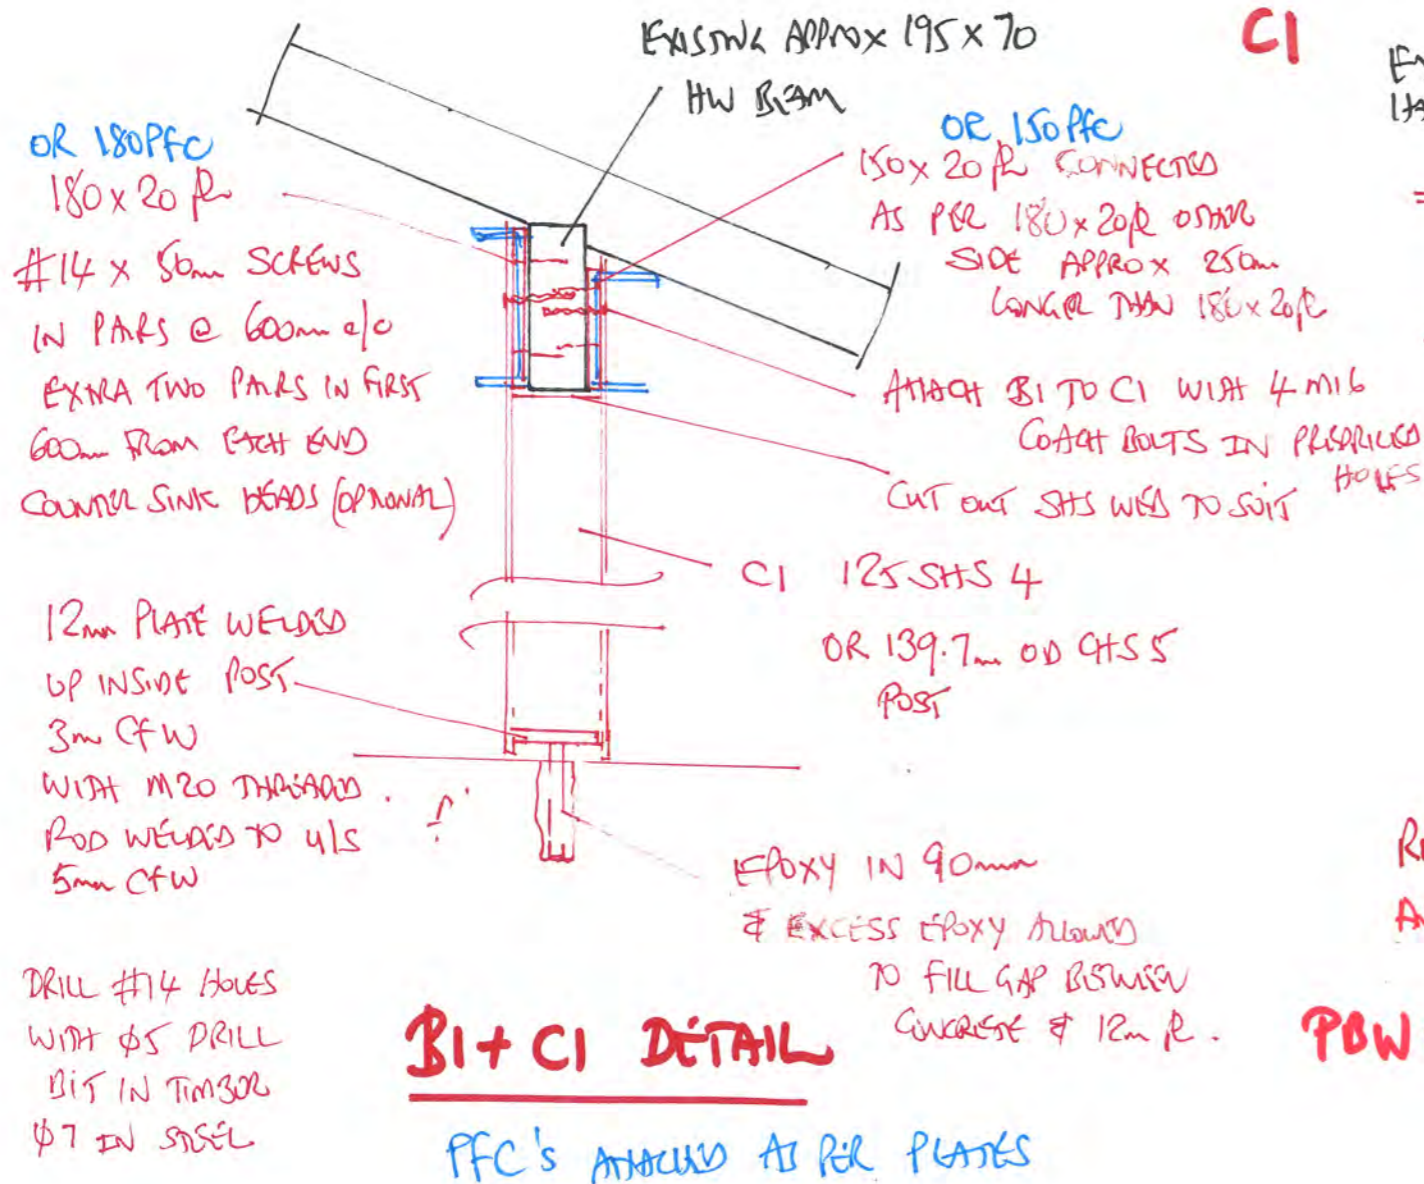 EXISTING APPROX 195 x 70
HW BEAM
C1
OR 180PFC
180 x 20 PL
#14 x 50mm SCREWS
IN PAIRS @ 600mm c/c
EXTRA TWO PAIRS IN FIRST
600mm FROM EACH END
COUNTER SINK HEADS (OPTIONAL)
OR 150PFC
150 x 20 PL CONNECTED
AS PER 180 x 20 PL OTHER
SIDE APPROX 250mm
LONGER THAN 180 x 20 PL
ATTACH B1 TO C1 WITH 4 M16
COACH BOLTS IN PREDRILLED
HOLES
CUT OUT SHS WEB TO SUIT
C1 125 SHS 4
OR 139.7mm OD CHS 5
POST
12mm PLATE WELDED
UP INSIDE POST
3mm CFW
WITH M20 THREADED
ROD WELDED TO U/S
5mm CFW
EPOXY IN 90mm
& EXCESS EPOXY ALLOWED
TO FILL GAP BETWEEN
CONCRETE & 12mm PL.
DRILL #14 HOLES
WITH φ5 DRILL
BIT IN TIMBER
φ7 IN STEEL
B1 + C1 DETAIL
PBW
PFC'S ATTACHED AS PER PLATES